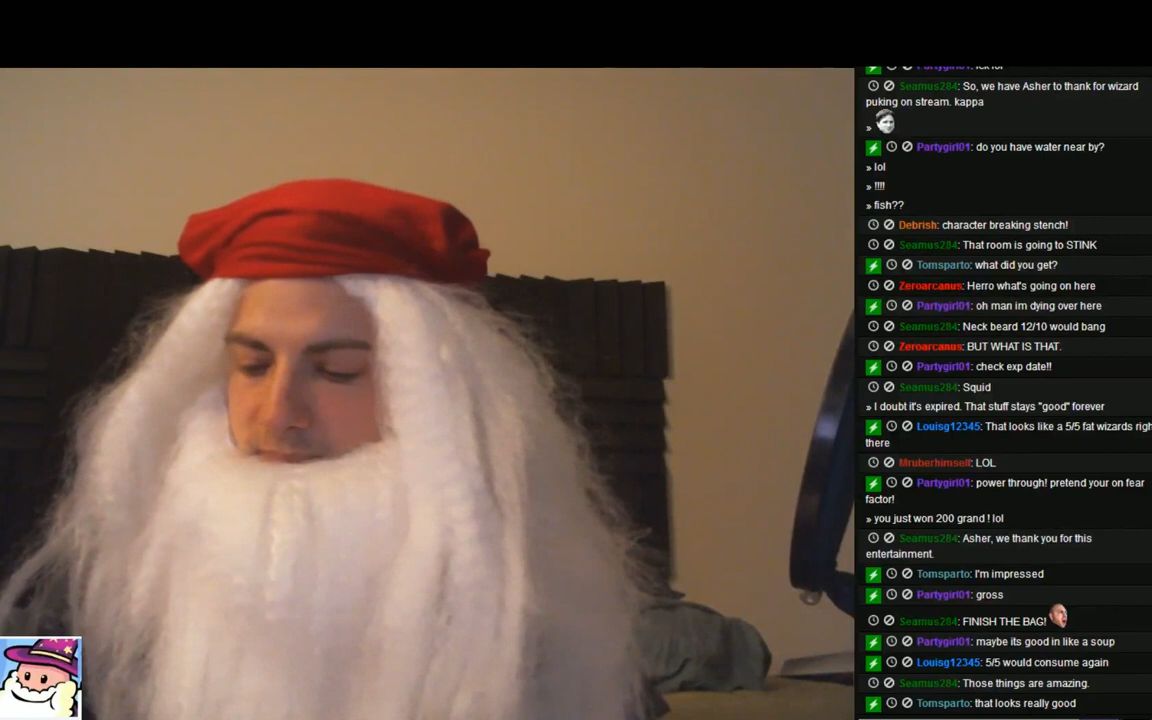 Seamus284: So, we have Asher to thank for wizard
puking on stream. kappa
»
Partygirl01: do you have water near by?
» lol
» !!!!
» fish??
Debrish: character breaking stench!
Seamus284: That room is going to STINK
Tomsparto: what did you get?
Zeroarcanus: Herro what's going on here
Partygirl01: oh man im dying over here
Seamus284: Neck beard 12/10 would bang
Zeroarcanus: BUT WHAT IS THAT.
Partygirl01: check exp date!!
Seamus284: Squid
» I doubt it's expired. That stuff stays "good" forever
Louisg12345: That looks like a 5/5 fat wizards righ
there
Mruberhimself: LOL
Partygirl01: power through! pretend your on fear
factor!
» you just won 200 grand ! lol
Seamus284: Asher, we thank you for this
entertainment.
Tomsparto: I'm impressed
Partygirl01: gross
Seamus284: FINISH THE BAG!
Partygirl01: maybe its good in like a soup
Louisg12345: 5/5 would consume again
Seamus284: Those things are amazing.
Tomsparto: that looks really good